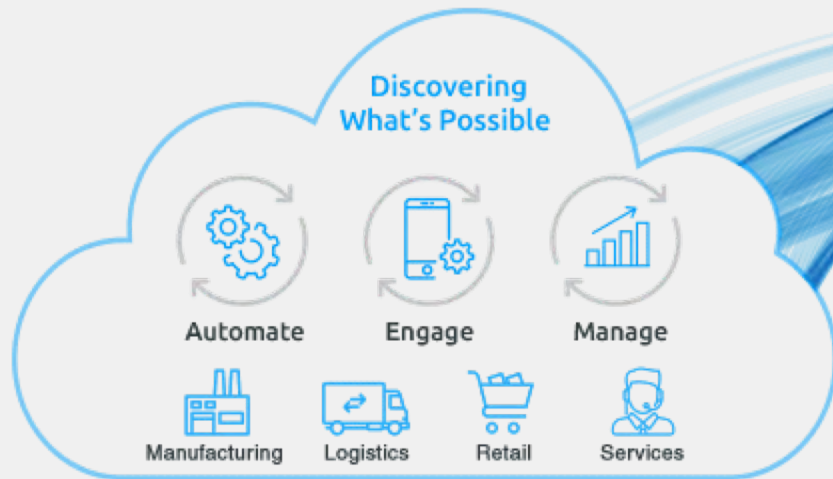 Discovering
What's Possible
Automate Engage Manage
Manufacturing Logistics Retail Services